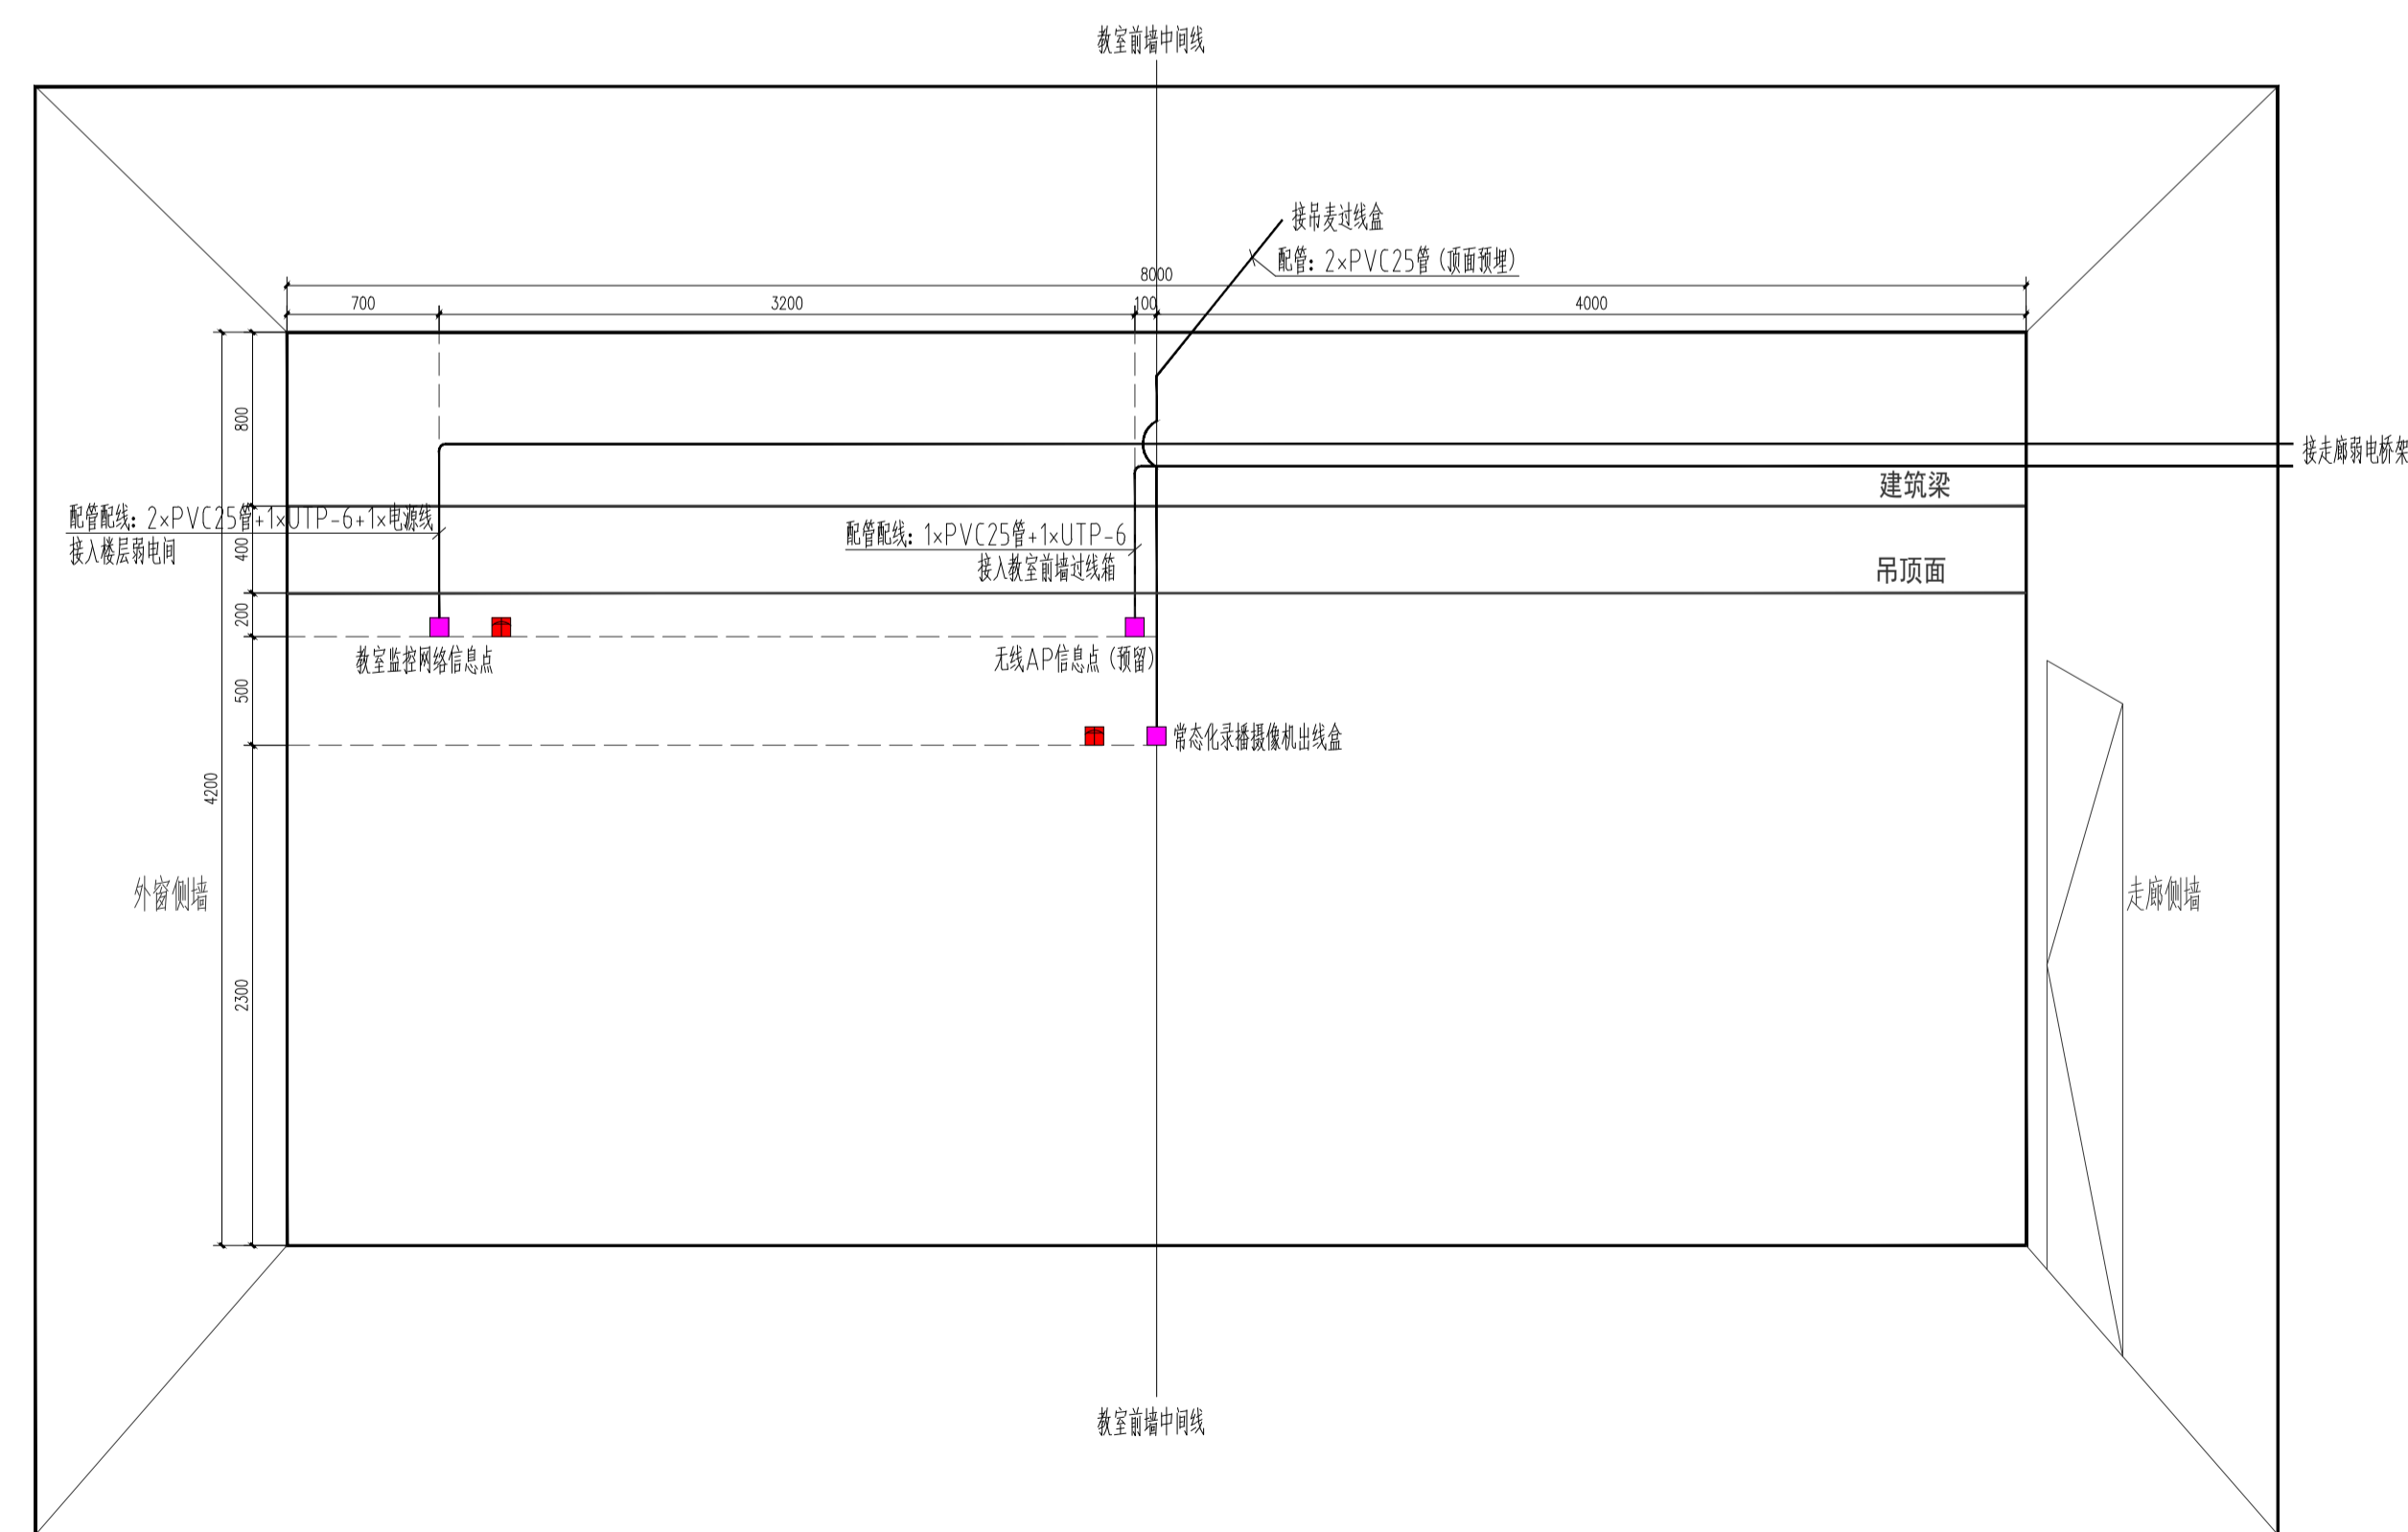 教室前墙中间线
接吊麦过线盒
配管：2×PVC25管（顶面预埋）
8000
700
3200
100
4000
800
接走廊弱电桥架
建筑梁
配管配线：2×PVC25管+1×UTP-6+1×电源线
接入楼层弱电间
400
配管配线：1×PVC25管+1×UTP-6
接入教室前墙过线箱
吊顶面
200
教室监控网络信息点
无线AP信息点（预留）
500
常态化录播摄像机出线盒
4200
外窗侧墙
走廊侧墙
2300
教室前墙中间线